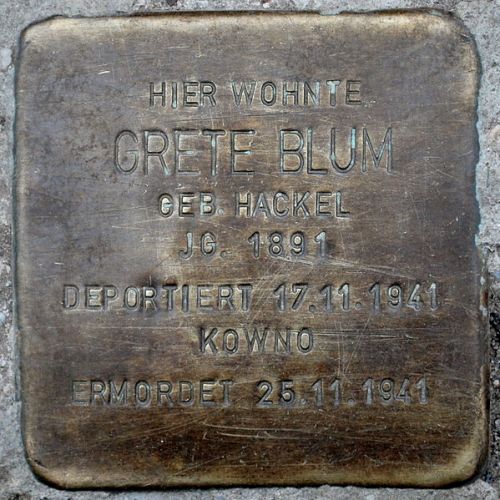 HIER WOHNTE
GRETE BLUM
GEB. HACKEL
JG. 1891
DEPORTIERT 17.11.1941
KOWNO
ERMORDET 25.11.1941